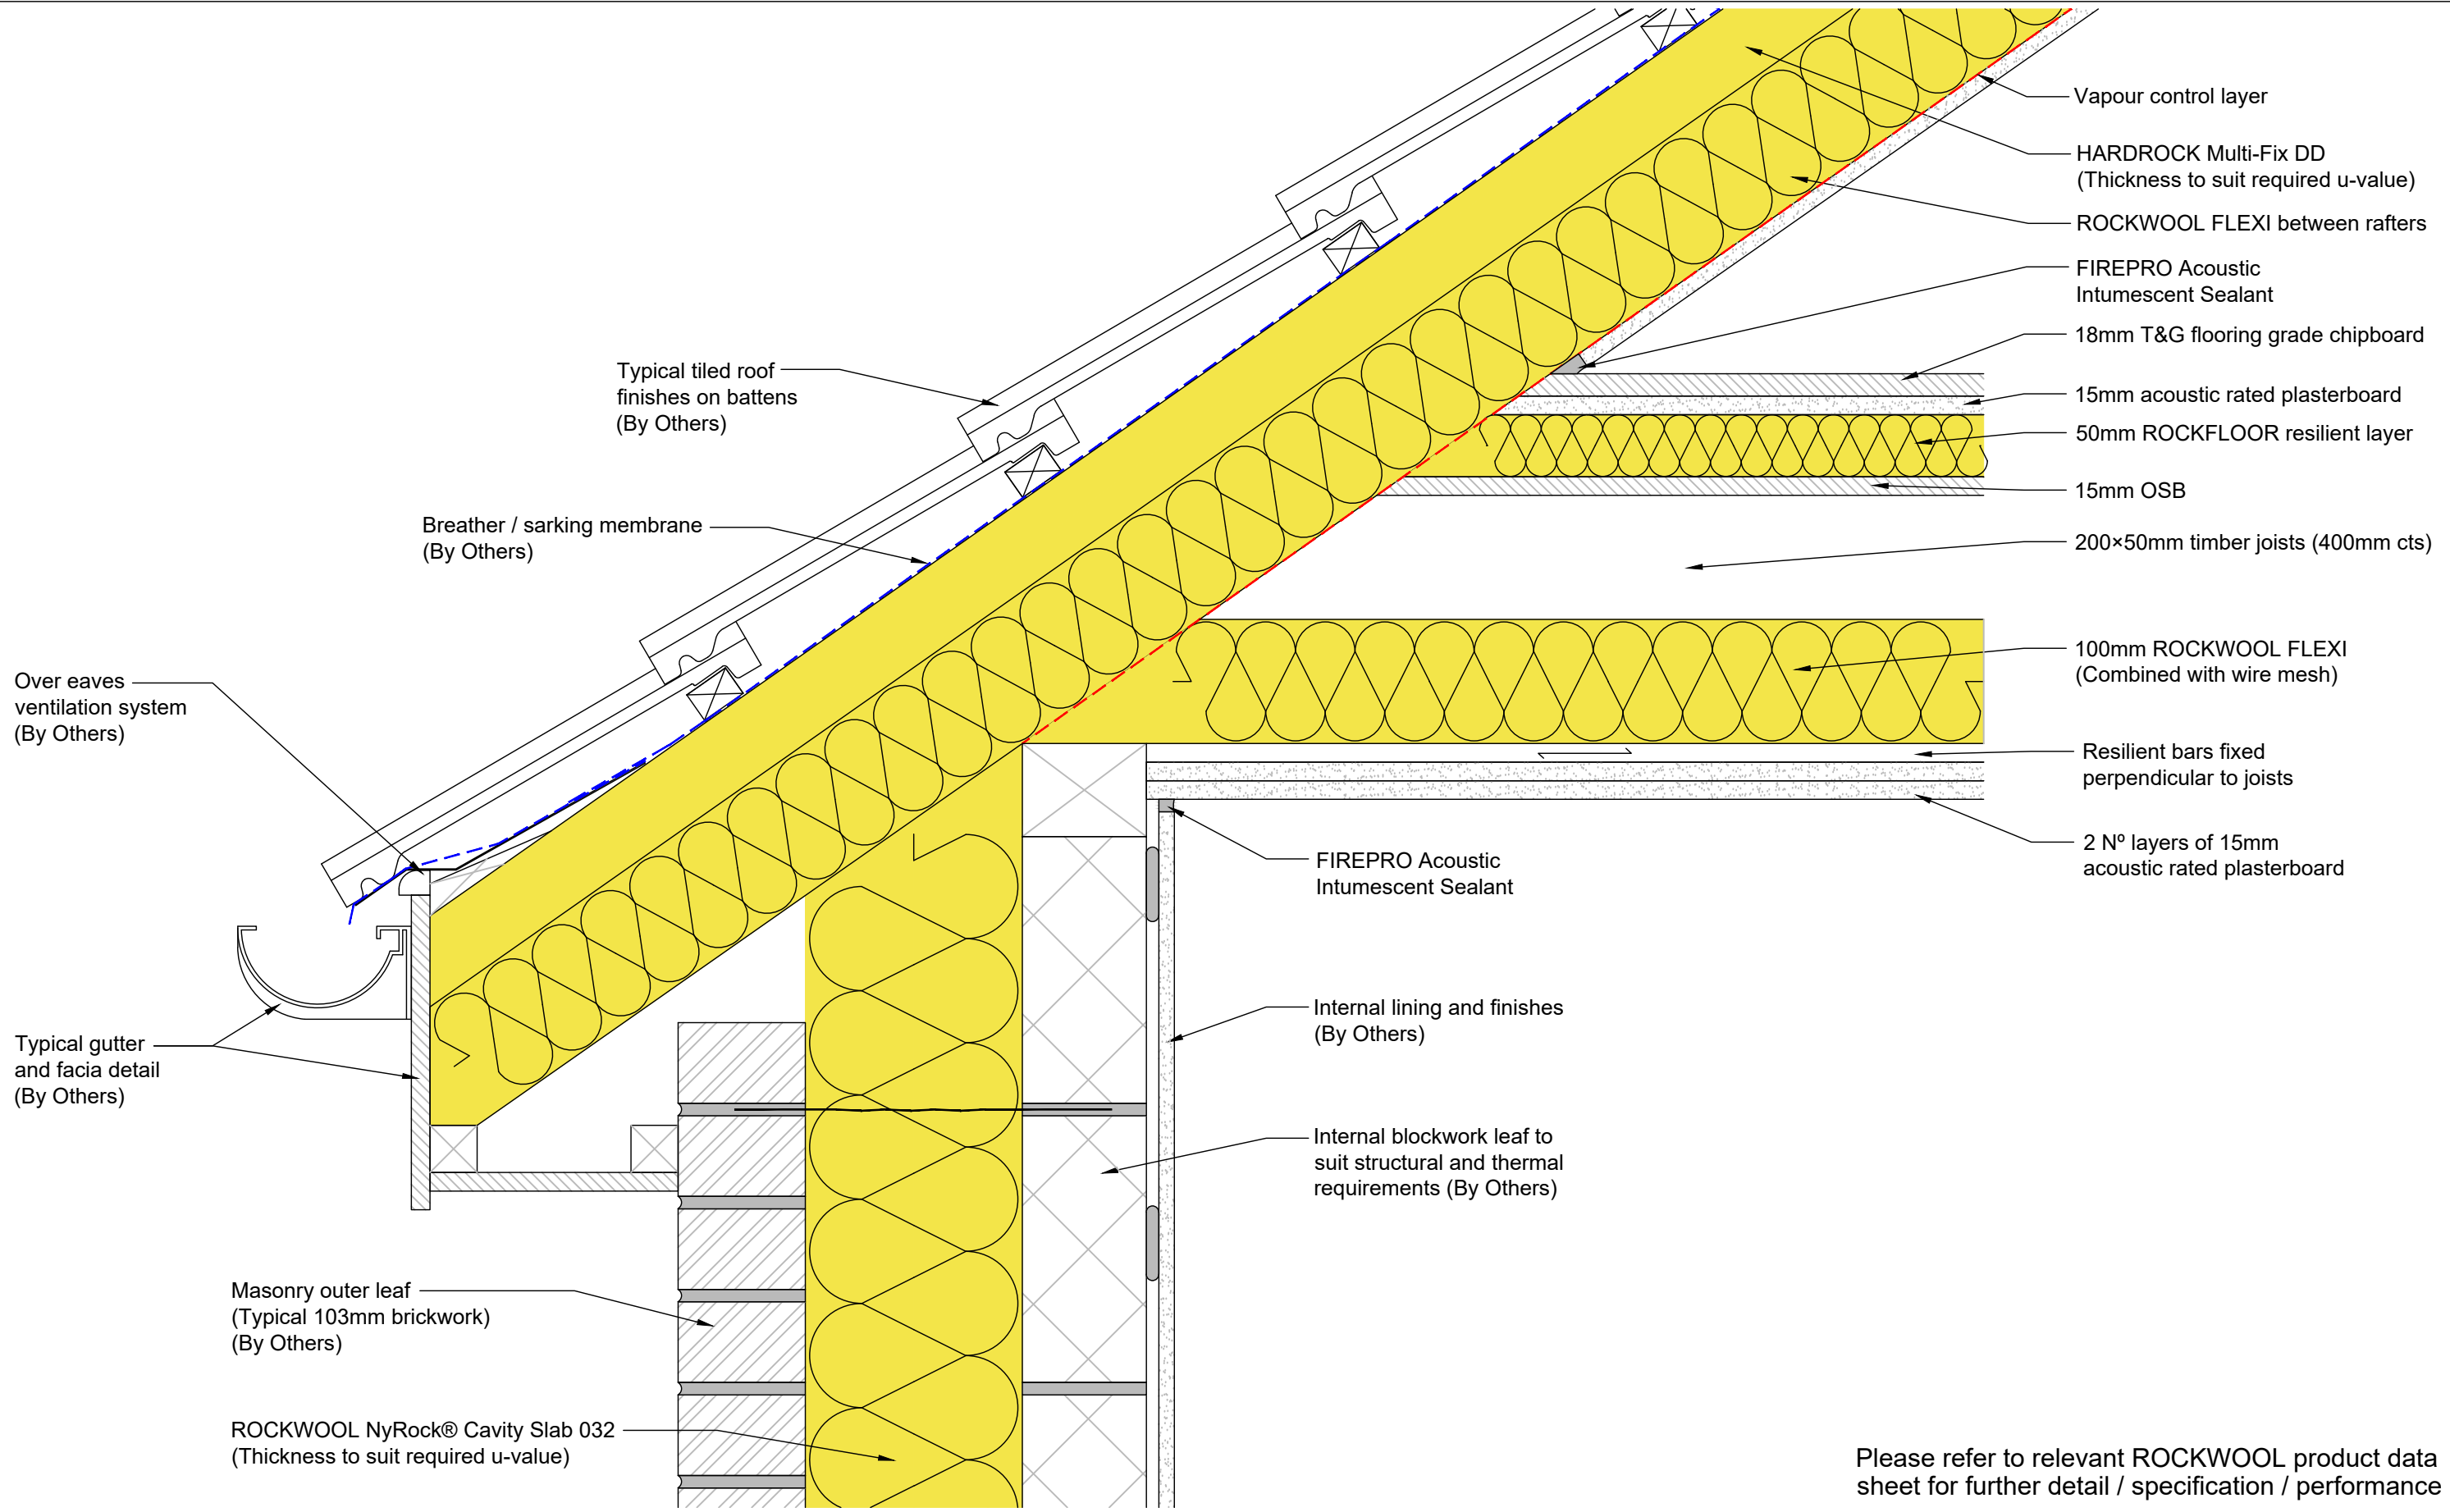 Vapour control layer
HARDROCK Multi-Fix DD
(Thickness to suit required u-value)
ROCKWOOL FLEXI between rafters
FIREPRO Acoustic
Intumescent Sealant
18mm T&G flooring grade chipboard
15mm acoustic rated plasterboard
50mm ROCKFLOOR resilient layer
15mm OSB
200×50mm timber joists (400mm cts)
100mm ROCKWOOL FLEXI
(Combined with wire mesh)
Resilient bars fixed
perpendicular to joists
2 Nº layers of 15mm
acoustic rated plasterboard
Typical tiled roof
finishes on battens
(By Others)
Breather / sarking membrane
(By Others)
Over eaves
ventilation system
(By Others)
Typical gutter
and facia detail
(By Others)
Masonry outer leaf
(Typical 103mm brickwork)
(By Others)
ROCKWOOL NyRock® Cavity Slab 032
(Thickness to suit required u-value)
FIREPRO Acoustic
Intumescent Sealant
Internal lining and finishes
(By Others)
Internal blockwork leaf to
suit structural and thermal
requirements (By Others)
Please refer to relevant ROCKWOOL product data
sheet for further detail / specification / performance